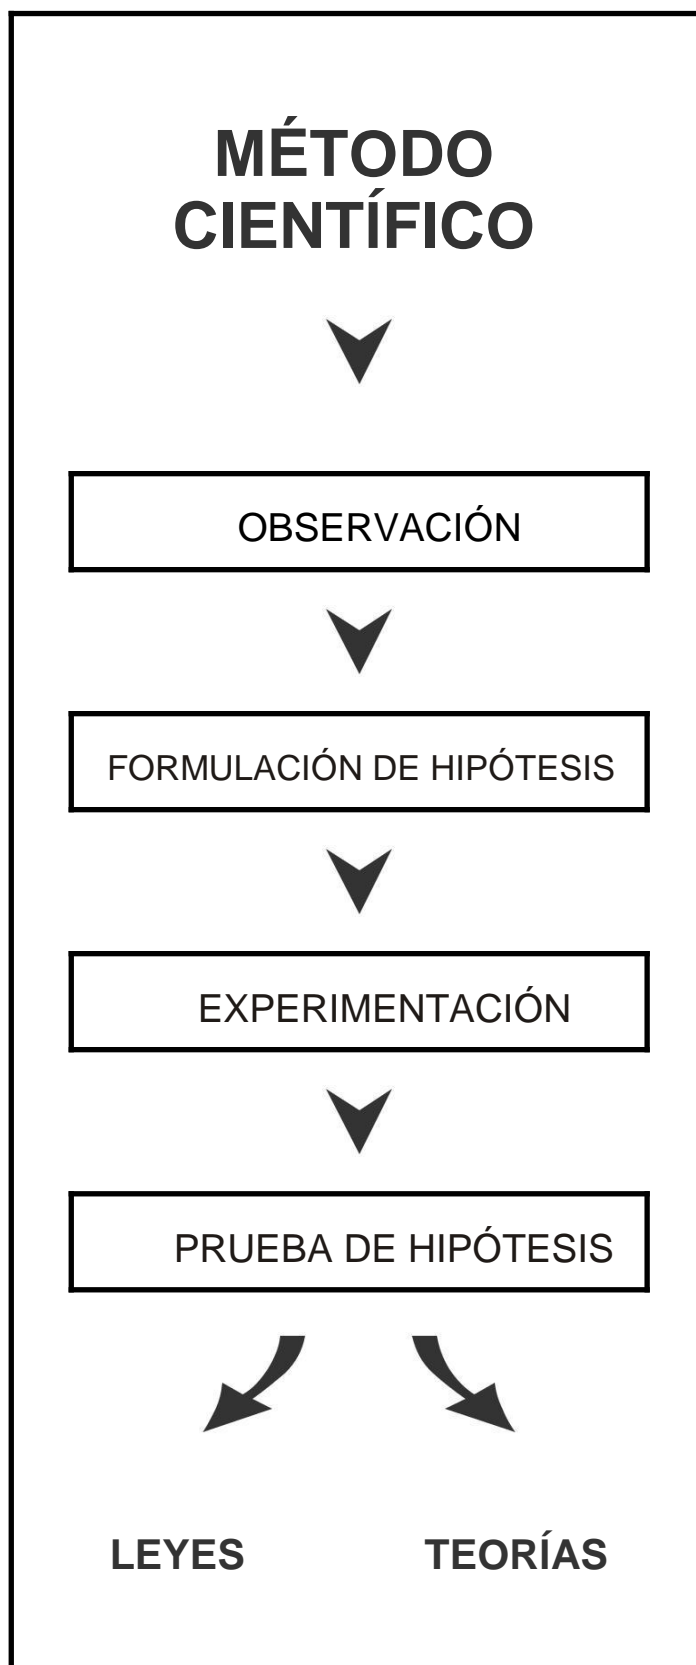 MÉTODO
CIENTÍFICO
OBSERVACIÓN
FORMULACIÓN DE HIPÓTESIS
EXPERIMENTACIÓN
PRUEBA DE HIPÓTESIS
LEYES TEORÍAS